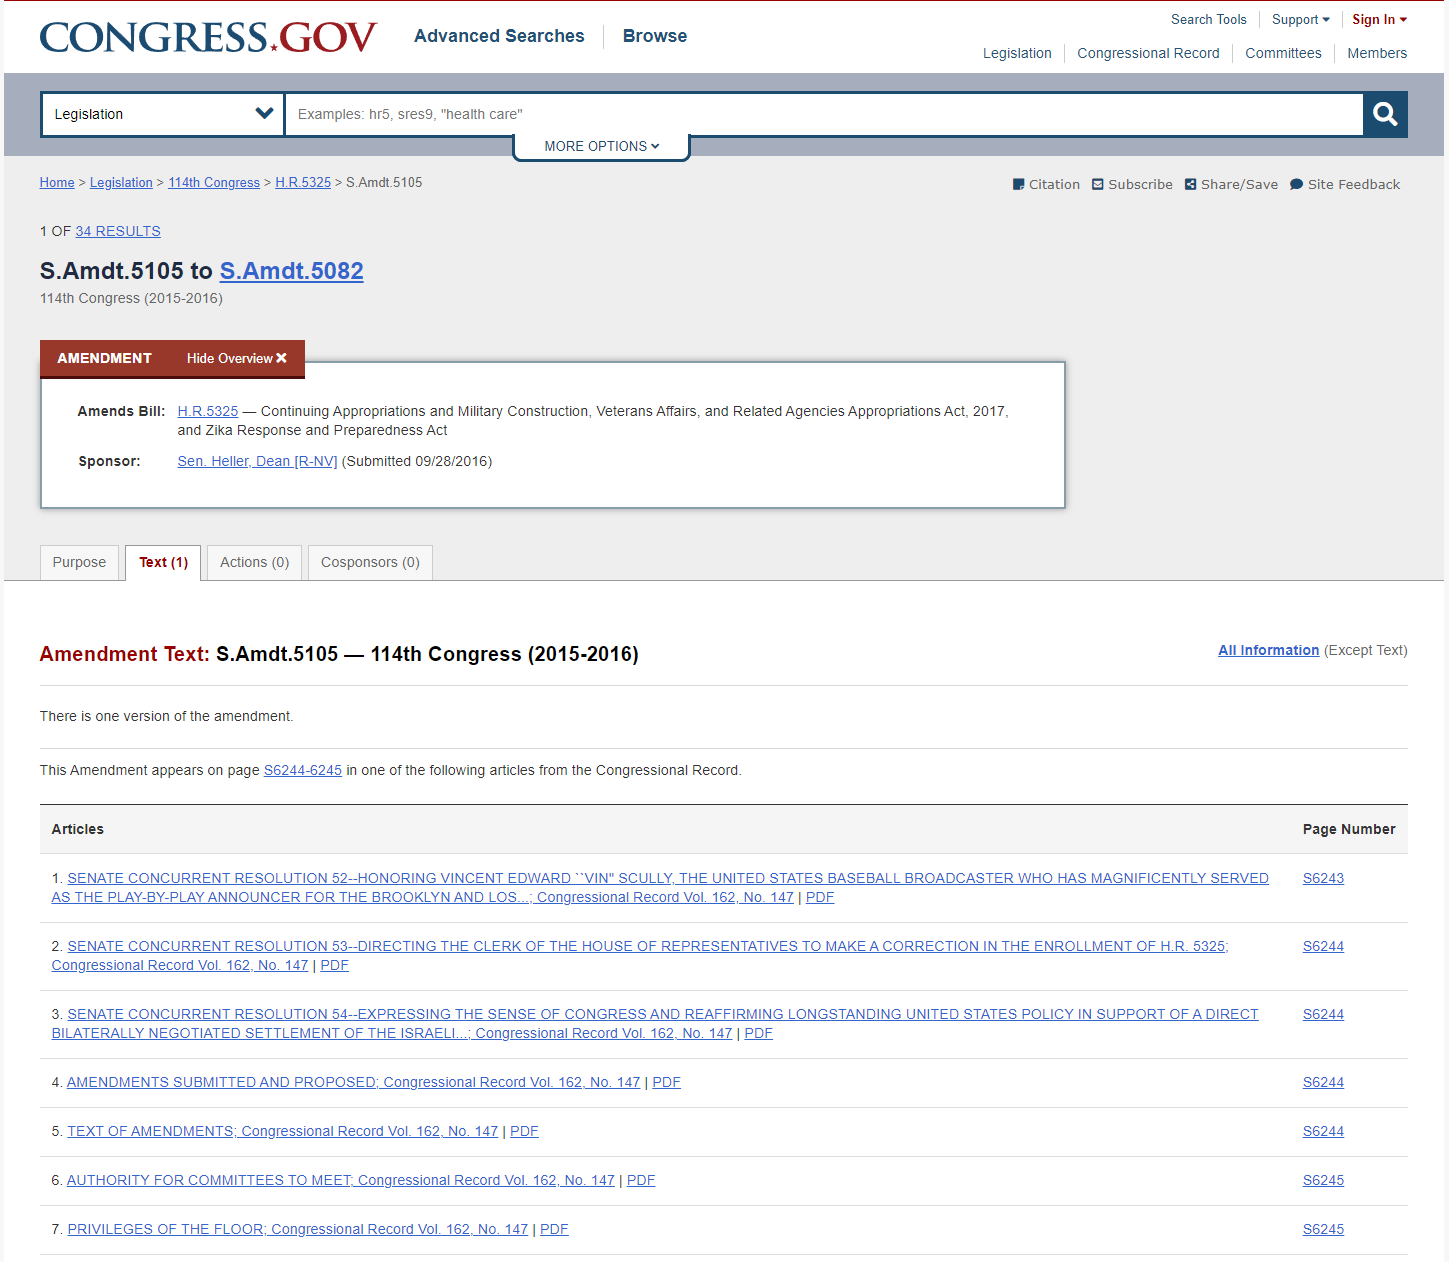 CONGRESS.GOV
Advanced Searches
Browse
Search Tools
Support
Sign In
Legislation
Congressional Record
Committees
Members
Legislation
Examples: hr5, sres9, "health care"
MORE OPTIONS
Home > Legislation > 114th Congress > H.R.5325 > S.Amdt.5105
Citation
Subscribe
Share/Save
Site Feedback
1 OF 34 RESULTS
S.Amdt.5105 to S.Amdt.5082
114th Congress (2015-2016)
AMENDMENT
Hide Overview
Amends Bill: H.R.5325 — Continuing Appropriations and Military Construction, Veterans Affairs, and Related Agencies Appropriations Act, 2017,
and Zika Response and Preparedness Act
Sponsor: Sen. Heller, Dean [R-NV] (Submitted 09/28/2016)
Purpose
Text (1)
Actions (0)
Cosponsors (0)
Amendment Text: S.Amdt.5105 — 114th Congress (2015-2016)
All Information (Except Text)
There is one version of the amendment.
This Amendment appears on page S6244-6245 in one of the following articles from the Congressional Record.
Articles
Page Number
1. SENATE CONCURRENT RESOLUTION 52--HONORING VINCENT EDWARD ``VIN'' SCULLY, THE UNITED STATES BASEBALL BROADCASTER WHO HAS MAGNIFICENTLY SERVED
AS THE PLAY-BY-PLAY ANNOUNCER FOR THE BROOKLYN AND LOS...; Congressional Record Vol. 162, No. 147 | PDF
S6243
2. SENATE CONCURRENT RESOLUTION 53--DIRECTING THE CLERK OF THE HOUSE OF REPRESENTATIVES TO MAKE A CORRECTION IN THE ENROLLMENT OF H.R. 5325;
Congressional Record Vol. 162, No. 147 | PDF
S6244
3. SENATE CONCURRENT RESOLUTION 54--EXPRESSING THE SENSE OF CONGRESS AND REAFFIRMING LONGSTANDING UNITED STATES POLICY IN SUPPORT OF A DIRECT
BILATERALLY NEGOTIATED SETTLEMENT OF THE ISRAELI...; Congressional Record Vol. 162, No. 147 | PDF
S6244
4. AMENDMENTS SUBMITTED AND PROPOSED; Congressional Record Vol. 162, No. 147 | PDF
S6244
5. TEXT OF AMENDMENTS; Congressional Record Vol. 162, No. 147 | PDF
S6244
6. AUTHORITY FOR COMMITTEES TO MEET; Congressional Record Vol. 162, No. 147 | PDF
S6245
7. PRIVILEGES OF THE FLOOR; Congressional Record Vol. 162, No. 147 | PDF
S6245